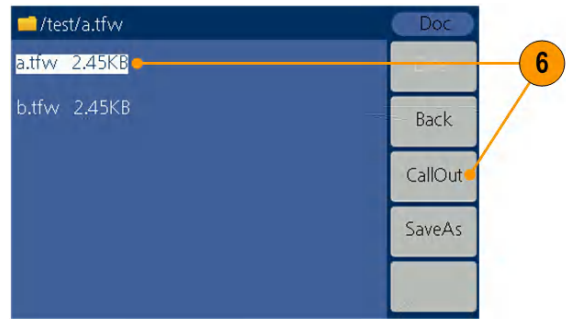 /test/a.tfw
Doc
a.tfw 2.45KB
6
b.tfw 2.45KB
Back
CallOut
SaveAs